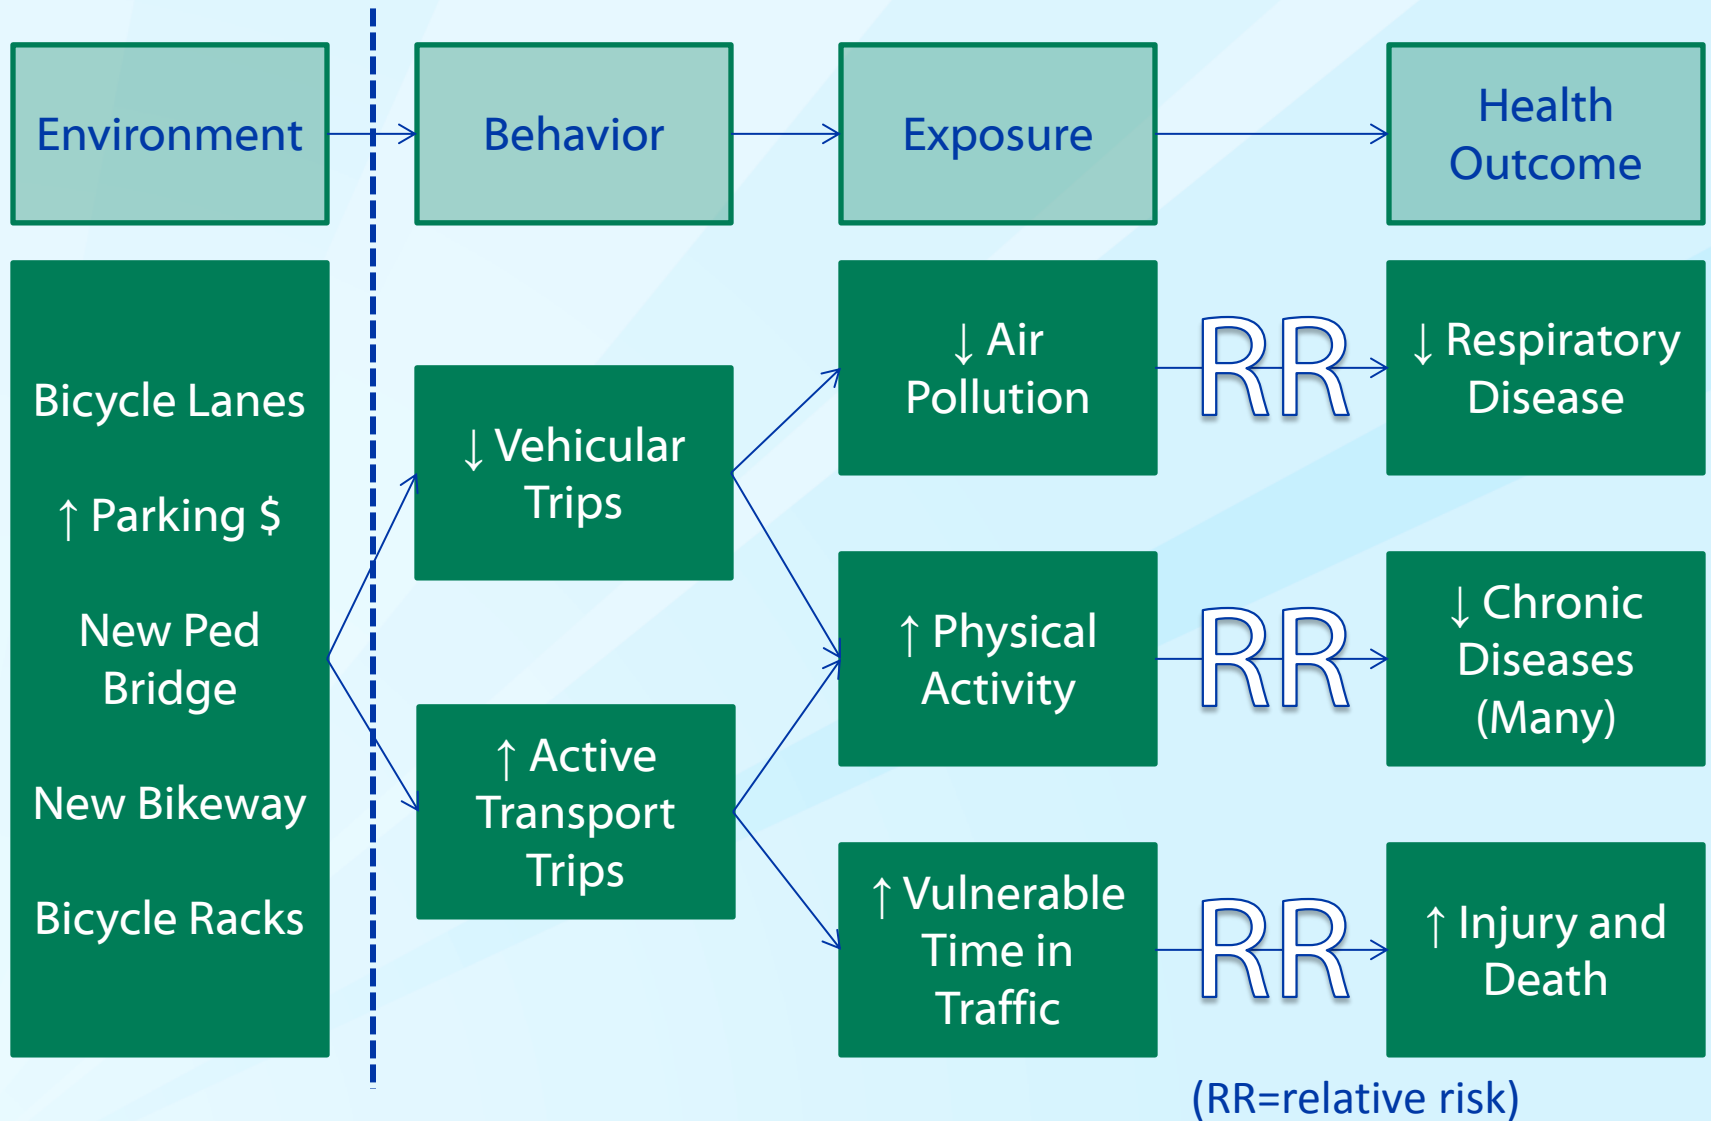 Environment
Behavior
Exposure
Health
Outcome
Bicycle Lanes
↑ Parking $
New Ped
Bridge
New Bikeway
Bicycle Racks
↓ Vehicular
Trips
↑ Active
Transport
Trips
↓ Air
Pollution
↑ Physical
Activity
↑ Vulnerable
Time in
Traffic
RR
RR
RR
↓ Respiratory
Disease
↓ Chronic
Diseases
(Many)
↑ Injury and
Death
(RR=relative risk)